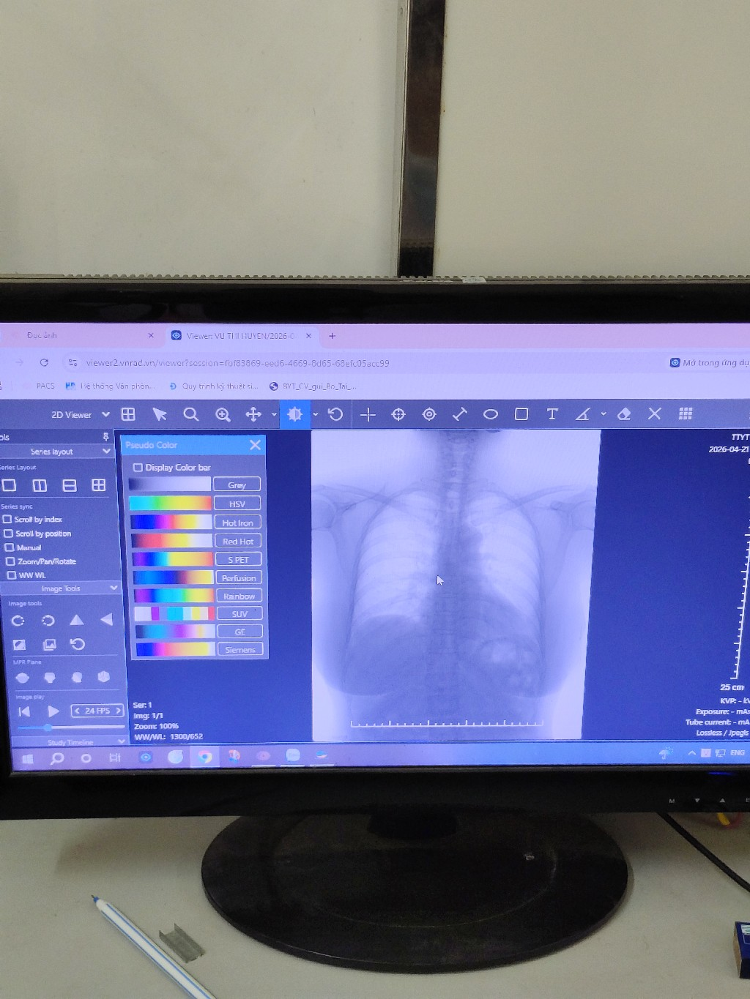 Đọc ảnh
Viewer: VU THI HUYEN/2026-0
viewer2.vnrad.vn/viewer?session=fbf83869-eed6-4669-8d65-68efc05acc99
Mở trong ứng dụ
PACS
Hệ thống Văn phòn...
Quy trình kỹ thuật si...
BYT_CV_gui_Bo_Tai_...
2D Viewer
T
ols
Series layout
Series Layout
Series sync
Scroll by index
Scroll by position
Manual
Zoom/Pan/Rotate
WW WL
Image Tools
Image tools
MPR Plane
Image play
24 FPS
Study Timeline
Pseudo Color
Display Color bar
Grey
HSV
Hot Iron
Red Hot
S PET
Perfusion
Rainbow
SUV
GE
Siemens
Ser: 1
Img: 1/1
Zoom: 100%
WW/WL: 1300/652
TTYT
2026-04-21
25 cm
KVP: - kV
Exposure: - mAs
Tube current: - mA
Lossless / Jpegls
ENG
M